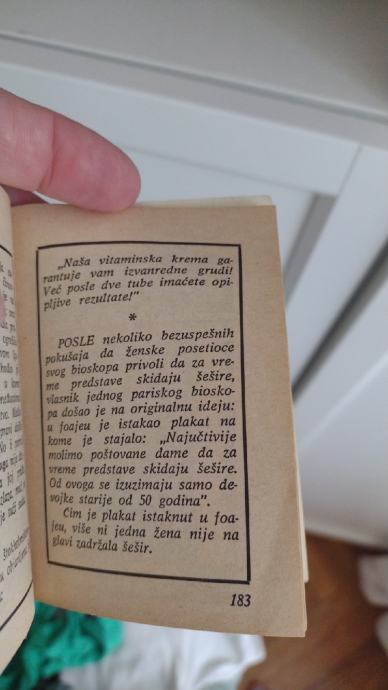 „Naša vitaminska krema ga-
rantuje vam izvanredne grudi!
Već posle dve tube imaćete opi-
pljive rezultate!"
*
POSLE nekoliko bezuspešnih
pokušaja da ženske posetioce
svog bioskopa privoli da za vre-
me predstave skidaju šešire,
vlasnik jednog pariskog biosko-
pa došao je na originalnu ideju:
u foajeu je istakao plakat na
kome je stajalo: „Najučtivije
molimo poštovane dame da za
vreme predstave skidaju šešire.
Od ovoga se izuzimaju samo de-
vojke starije od 50 godina".
Čim je plakat istaknut u foa-
jeu, više ni jedna žena nije na
glavi zadržala šešir.
183